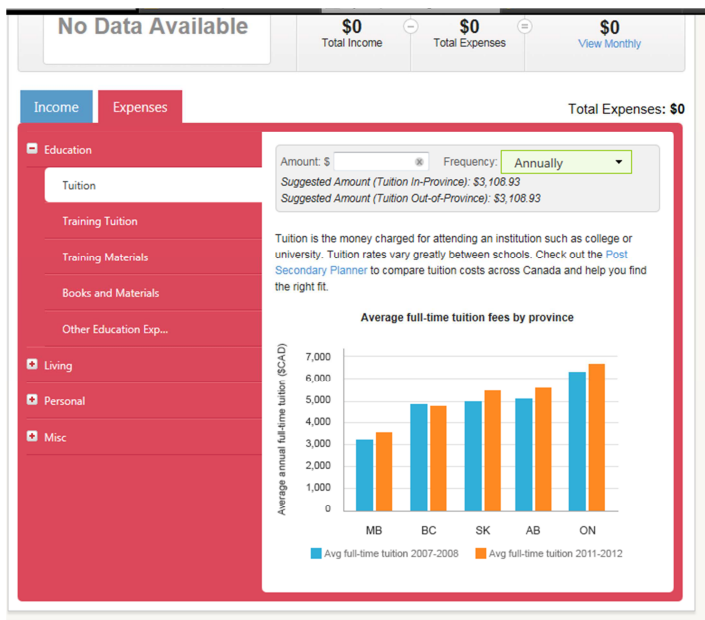 No Data Available
$0
Total Income
$0
Total Expenses
$0
View Monthly
Income
Expenses
Total Expenses: $0
Education
Tuition
Training Tuition
Training Materials
Books and Materials
Other Education Exp...
Living
Personal
Misc
Amount: $
Frequency: Annually
Suggested Amount (Tuition In-Province): $3,108.93
Suggested Amount (Tuition Out-of-Province): $3,108.93
Tuition is the money charged for attending an institution such as college or
university. Tuition rates vary greatly between schools. Check out the Post
Secondary Planner to compare tuition costs across Canada and help you find
the right fit.
Average full-time tuition fees by province
Average annual full-time tuition ($CAD)
7,000
6,000
5,000
4,000
3,000
2,000
1,000
0
MB BC SK AB ON
Avg full-time tuition 2007-2008 Avg full-time tuition 2011-2012